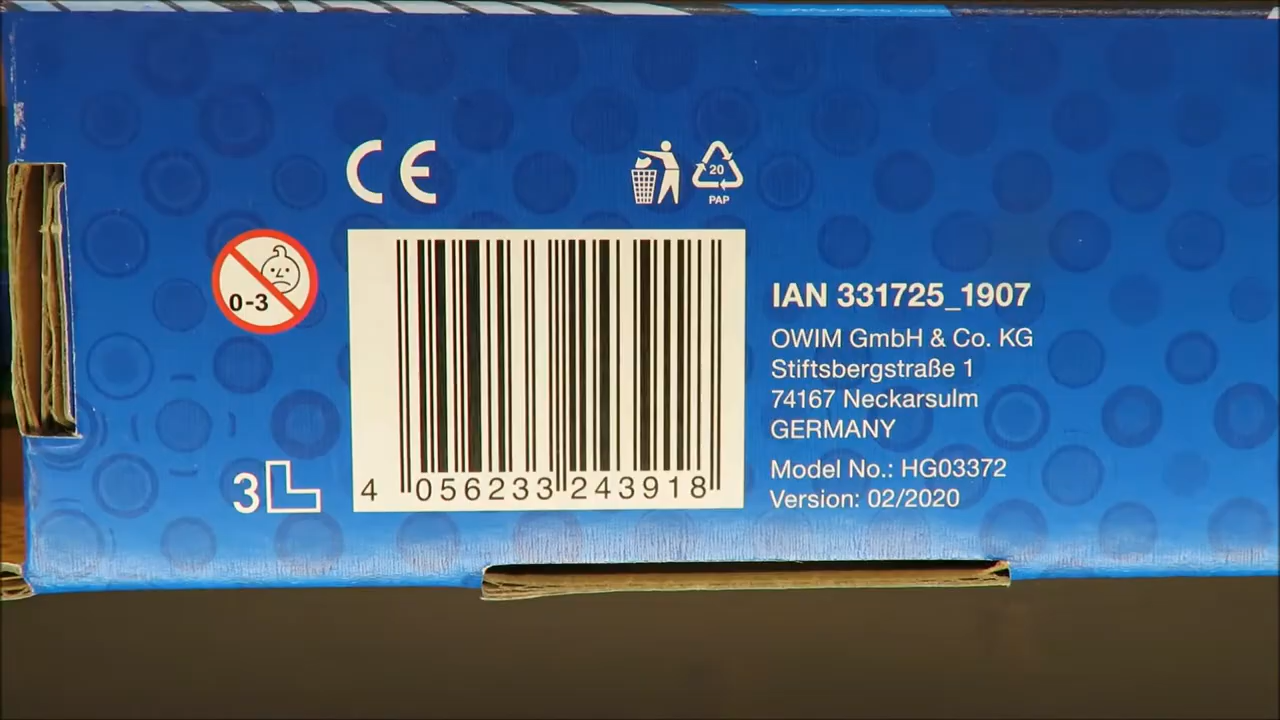 CE
20
PAP
0-3
IAN 331725_1907
OWIM GmbH & Co. KG
Stiftsbergstraße 1
74167 Neckarsulm
GERMANY
Model No.: HG03372
Version: 02/2020
3L
4 056233 243918